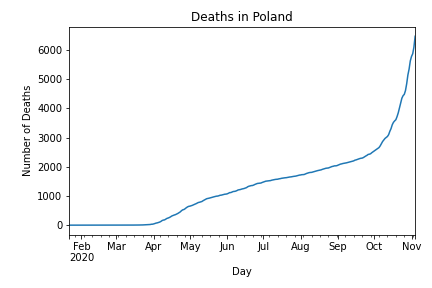 Deaths in Poland
Number of Deaths
6000
5000
4000
3000
2000
1000
0
Feb Mar Apr May Jun Jul Aug Sep Oct Nov
2020
Day